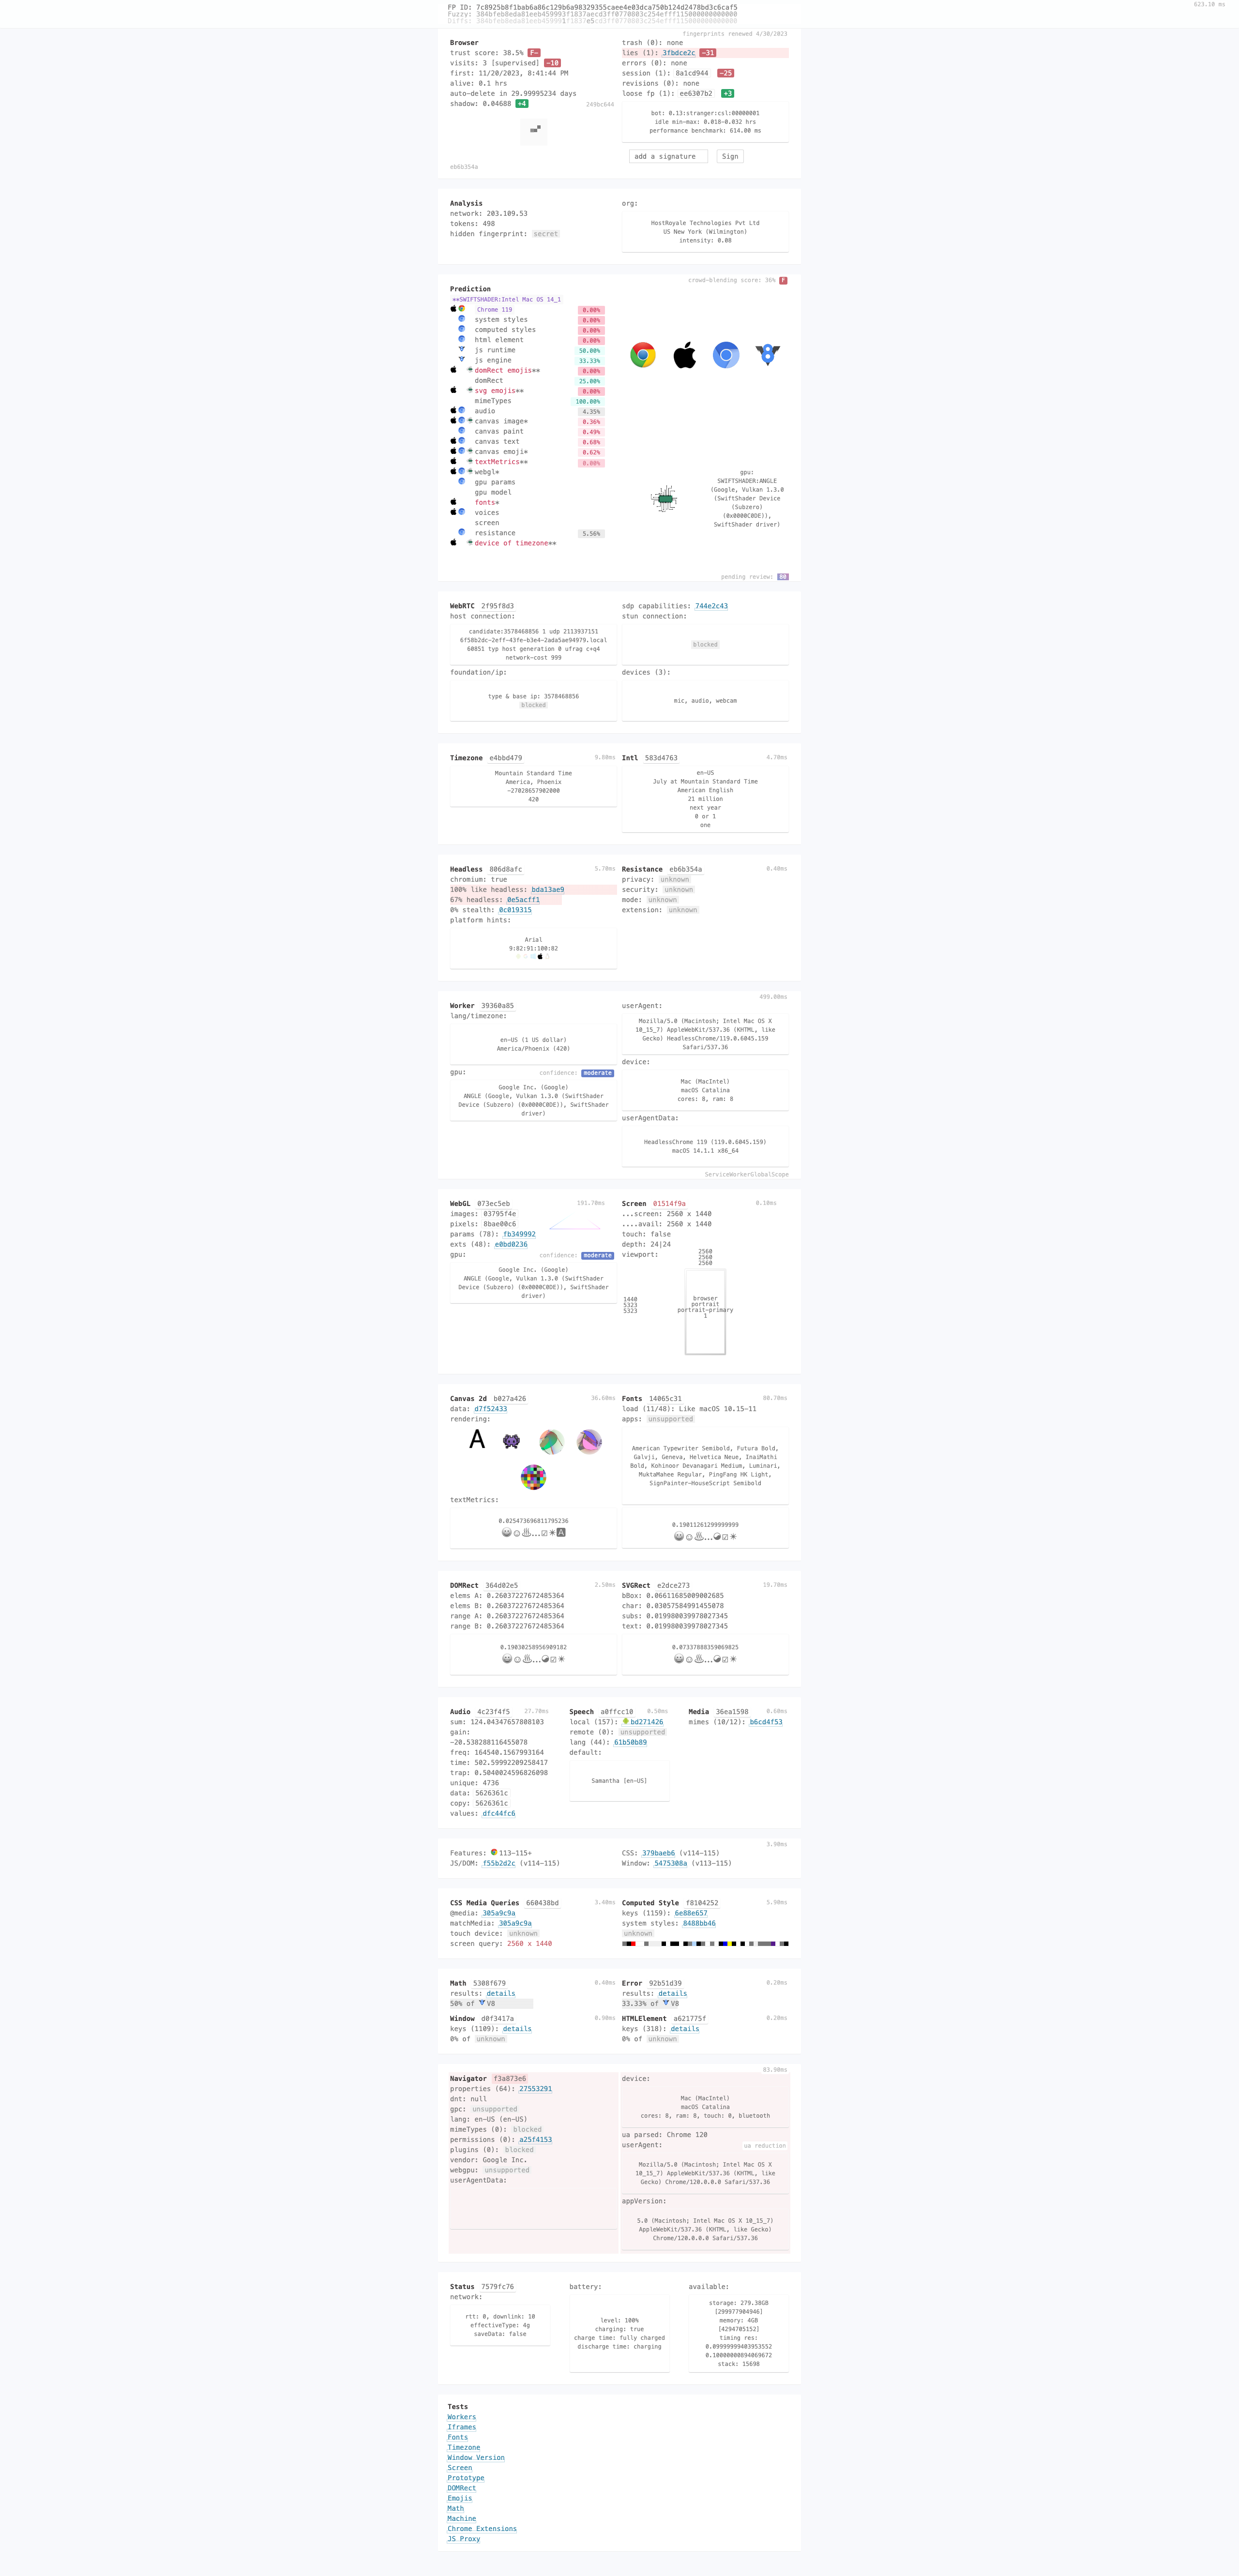 623.10 ms
FP ID: 7c8925b8f1bab6a86c129b6a98329355caee4e03dca750b124d2478bd3c6caf5
fingerprints renewed 4/30/2023
Browser
trust score: 38.5% F-
visits: 3 [supervised] -10
first: 11/20/2023, 8:41:44 PM
alive: 0.1 hrs
auto-delete in 29.99995234 days
shadow: 0.04688 +4
249bc644
eb6b354a
trash (0): none
lies (1): 3fbdce2c -31
errors (0): none
session (1): 8a1cd944 -25
revisions (0): none
loose fp (1): ee6307b2 +3
bot: 0.13:stranger:csl:00000001
idle min-max: 0.018-0.032 hrs
performance benchmark: 614.00 ms
add a signature Sign
Analysis
network: 203.109.53
tokens: 498
hidden fingerprint: secret
org:
HostRoyale Technologies Pvt Ltd
US New York (Wilmington)
intensity: 0.08
crowd-blending score: 36% F
Prediction
**SWIFTSHADER:Intel Mac OS 14_1
Chrome 119 0.00%
system styles 0.00%
computed styles 0.00%
html element 0.00%
js runtime 50.00%
js engine 33.33%
domRect emojis** 0.00%
domRect 25.00%
svg emojis** 0.00%
mimeTypes 100.00%
audio 4.35%
canvas image* 0.36%
canvas paint 0.49%
canvas text 0.68%
canvas emoji* 0.62%
textMetrics** 0.00%
webgl*
gpu params
gpu model
fonts*
voices
screen
resistance 5.56%
device of timezone**
gpu:
SWIFTSHADER:ANGLE
(Google, Vulkan 1.3.0
(SwiftShader Device
(Subzero)
(0x0000C0DE)),
SwiftShader driver)
pending review:
WebRTC 2f95f8d3
host connection:
candidate:3578468856 1 udp 2113937151
6f58b2dc-2eff-43fe-b3e4-2ada5ae94979.local
60851 typ host generation 0 ufrag c+q4
network-cost 999
foundation/ip:
type & base ip: 3578468856
blocked
sdp capabilities: 744e2c43
stun connection:
blocked
devices (3):
mic, audio, webcam
Timezone e4bbd479 9.80ms
Mountain Standard Time
America, Phoenix
-27028657902000
420
Intl 583d4763 4.70ms
en-US
July at Mountain Standard Time
American English
21 million
next year
0 or 1
one
Headless 806d8afc 5.70ms
chromium: true
100% like headless: bda13ae9
67% headless: 0e5acff1
0% stealth: 0c019315
platform hints:
Arial
9:82:91:100:82
Resistance eb6b354a 0.40ms
privacy: unknown
security: unknown
mode: unknown
extension: unknown
499.00ms
Worker 39360a85
lang/timezone:
en-US (1 US dollar)
America/Phoenix (420)
gpu: confidence: moderate
Google Inc. (Google)
ANGLE (Google, Vulkan 1.3.0 (SwiftShader
Device (Subzero) (0x0000C0DE)), SwiftShader
driver)
userAgent:
Mozilla/5.0 (Macintosh; Intel Mac OS X
10_15_7) AppleWebKit/537.36 (KHTML, like
Gecko) HeadlessChrome/119.0.6045.159
Safari/537.36
device:
Mac (MacIntel)
macOS Catalina
cores: 8, ram: 8
userAgentData:
HeadlessChrome 119 (119.0.6045.159)
macOS 14.1.1 x86_64
ServiceWorkerGlobalScope
WebGL 073ec5eb 191.70ms
images: 03795f4e
pixels: 8bae00c6
params (78): fb349992
exts (48): e0bd0236
gpu: confidence: moderate
Google Inc. (Google)
ANGLE (Google, Vulkan 1.3.0 (SwiftShader
Device (Subzero) (0x0000C0DE)), SwiftShader
driver)
Screen 01514f9a 0.10ms
...screen: 2560 x 1440
....avail: 2560 x 1440
touch: false
depth: 24|24
viewport:
2560
2560
2560
1440
5323
5323
browser
portrait
portrait-primary
1
Canvas 2d b027a426 36.60ms
data: d7f52433
rendering:
A
textMetrics:
0.025473696811795236
Fonts 14065c31 80.70ms
load (11/48): Like macOS 10.15-11
apps: unsupported
American Typewriter Semibold, Futura Bold,
Galvji, Geneva, Helvetica Neue, InaiMathi
Bold, Kohinoor Devanagari Medium, Luminari,
MuktaMahee Regular, PingFang HK Light,
SignPainter-HouseScript Semibold
0.19011261299999999
DOMRect 364d02e5 2.50ms
elems A: 0.26037227672485364
elems B: 0.26037227672485364
range A: 0.26037227672485364
range B: 0.26037227672485364
0.19030258956909182
SVGRect e2dce273 19.70ms
bBox: 0.06611685009002685
char: 0.03057584991455078
subs: 0.019980039978027345
text: 0.019980039978027345
0.07337888359069825
Audio 4c23f4f5 27.70ms
sum: 124.04347657808103
gain:
-20.538288116455078
freq: 164540.1567993164
time: 502.59992209258417
trap: 0.5040024596826098
unique: 4736
data: 5626361c
copy: 5626361c
values: dfc44fc6
Speech a0ffcc10 0.50ms
local (157): bd271426
remote (0): unsupported
lang (44): 61b50b89
default:
Samantha [en-US]
Media 36ea1598 0.60ms
mimes (10/12): b6cd4f53
3.90ms
Features: 113-115+
JS/DOM: f55b2d2c (v114-115)
CSS: 379baeb6 (v114-115)
Window: 5475308a (v113-115)
CSS Media Queries 660438bd 3.40ms
@media: 305a9c9a
matchMedia: 305a9c9a
touch device: unknown
screen query: 2560 x 1440
Computed Style f8104252 5.90ms
keys (1159): 6e88e657
system styles: 8488bb46
unknown
Math 5308f679 0.40ms
results: details
50% of V8
Error 92b51d39 0.20ms
results: details
33.33% of V8
Window d0f3417a 0.90ms
keys (1109): details
0% of unknown
HTMLElement a621775f 0.20ms
keys (318): details
0% of unknown
83.90ms
Navigator f3a873e6
properties (64): 27553291
dnt: null
gpc: unsupported
lang: en-US (en-US)
mimeTypes (0): blocked
permissions (0): a25f4153
plugins (0): blocked
vendor: Google Inc.
webgpu: unsupported
userAgentData:
device:
Mac (MacIntel)
macOS Catalina
cores: 8, ram: 8, touch: 0, bluetooth
ua parsed: Chrome 120
userAgent: ua reduction
Mozilla/5.0 (Macintosh; Intel Mac OS X
10_15_7) AppleWebKit/537.36 (KHTML, like
Gecko) Chrome/120.0.0.0 Safari/537.36
appVersion:
5.0 (Macintosh; Intel Mac OS X 10_15_7)
AppleWebKit/537.36 (KHTML, like Gecko)
Chrome/120.0.0.0 Safari/537.36
Status 7579fc76
network:
rtt: 0, downlink: 10
effectiveType: 4g
saveData: false
battery:
level: 100%
charging: true
charge time: fully charged
discharge time: charging
available:
storage: 279.38GB
[299977904946]
memory: 4GB
[4294705152]
timing res:
0.09999999403953552
0.10000000894069672
stack: 15698
Tests
Workers
Iframes
Fonts
Timezone
Window Version
Screen
Prototype
DOMRect
Emojis
Math
Machine
Chrome Extensions
JS Proxy